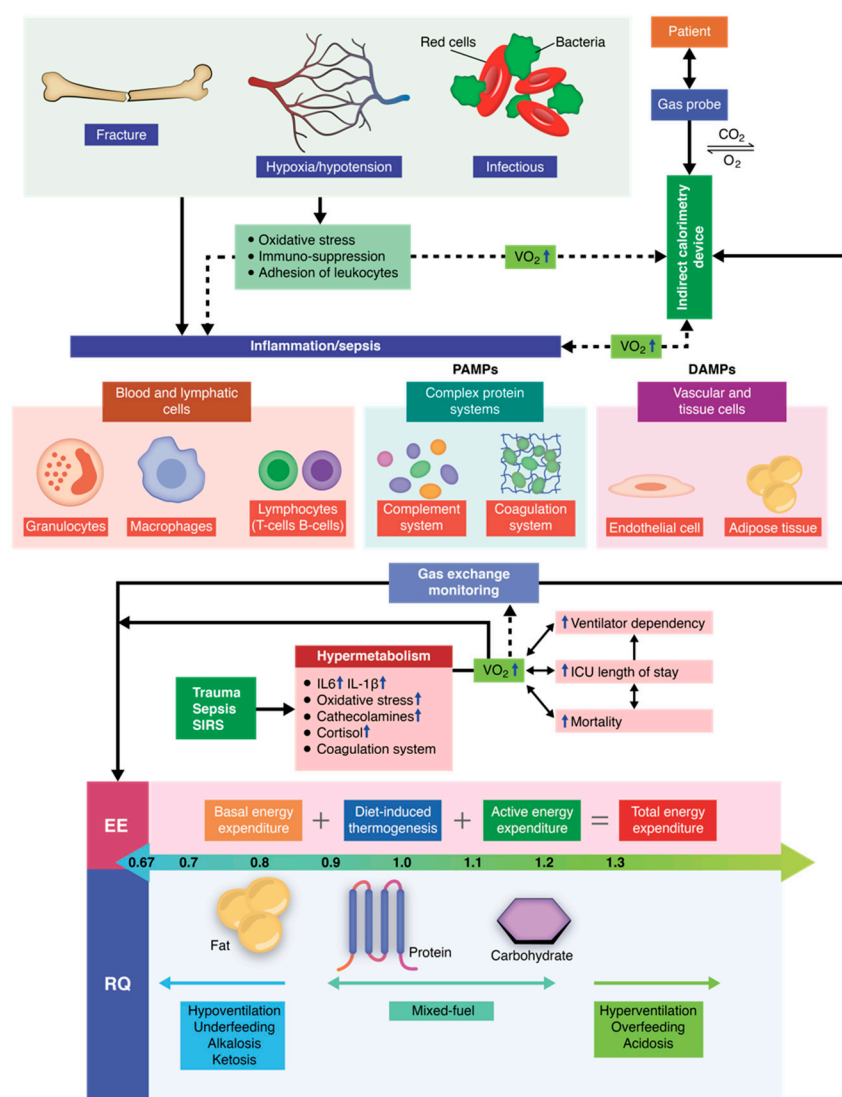 Red cells
Bacteria
Fracture
Hypoxia/hypotension
Infectious
Patient
Gas probe
CO2
O2
Indirect calorimetry
device
• Oxidative stress
• Immuno-suppression
• Adhesion of leukocytes
VO2 ↑
Inflammation/sepsis
VO2 ↑
PAMPs
DAMPs
Blood and lymphatic
cells
Complex protein
systems
Vascular and
tissue cells
Granulocytes
Macrophages
Lymphocytes
(T-cells B-cells)
Complement
system
Coagulation
system
Endothelial cell
Adipose tissue
Gas exchange
monitoring
Trauma
Sepsis
SIRS
Hypermetabolism
• IL6↑ IL-1β↑
• Oxidative stress↑
• Cathecolamines↑
• Cortisol↑
• Coagulation system
VO2 ↑
↑ Ventilator dependency
↑ ICU length of stay
↑ Mortality
EE
Basal energy
expenditure
+
Diet-induced
thermogenesis
+
Active energy
expenditure
=
Total energy
expenditure
0.67 0.7 0.8 0.9 1.0 1.1 1.2 1.3
RQ
Fat
Protein
Carbohydrate
Hypoventilation
Underfeeding
Alkalosis
Ketosis
Mixed-fuel
Hyperventilation
Overfeeding
Acidosis